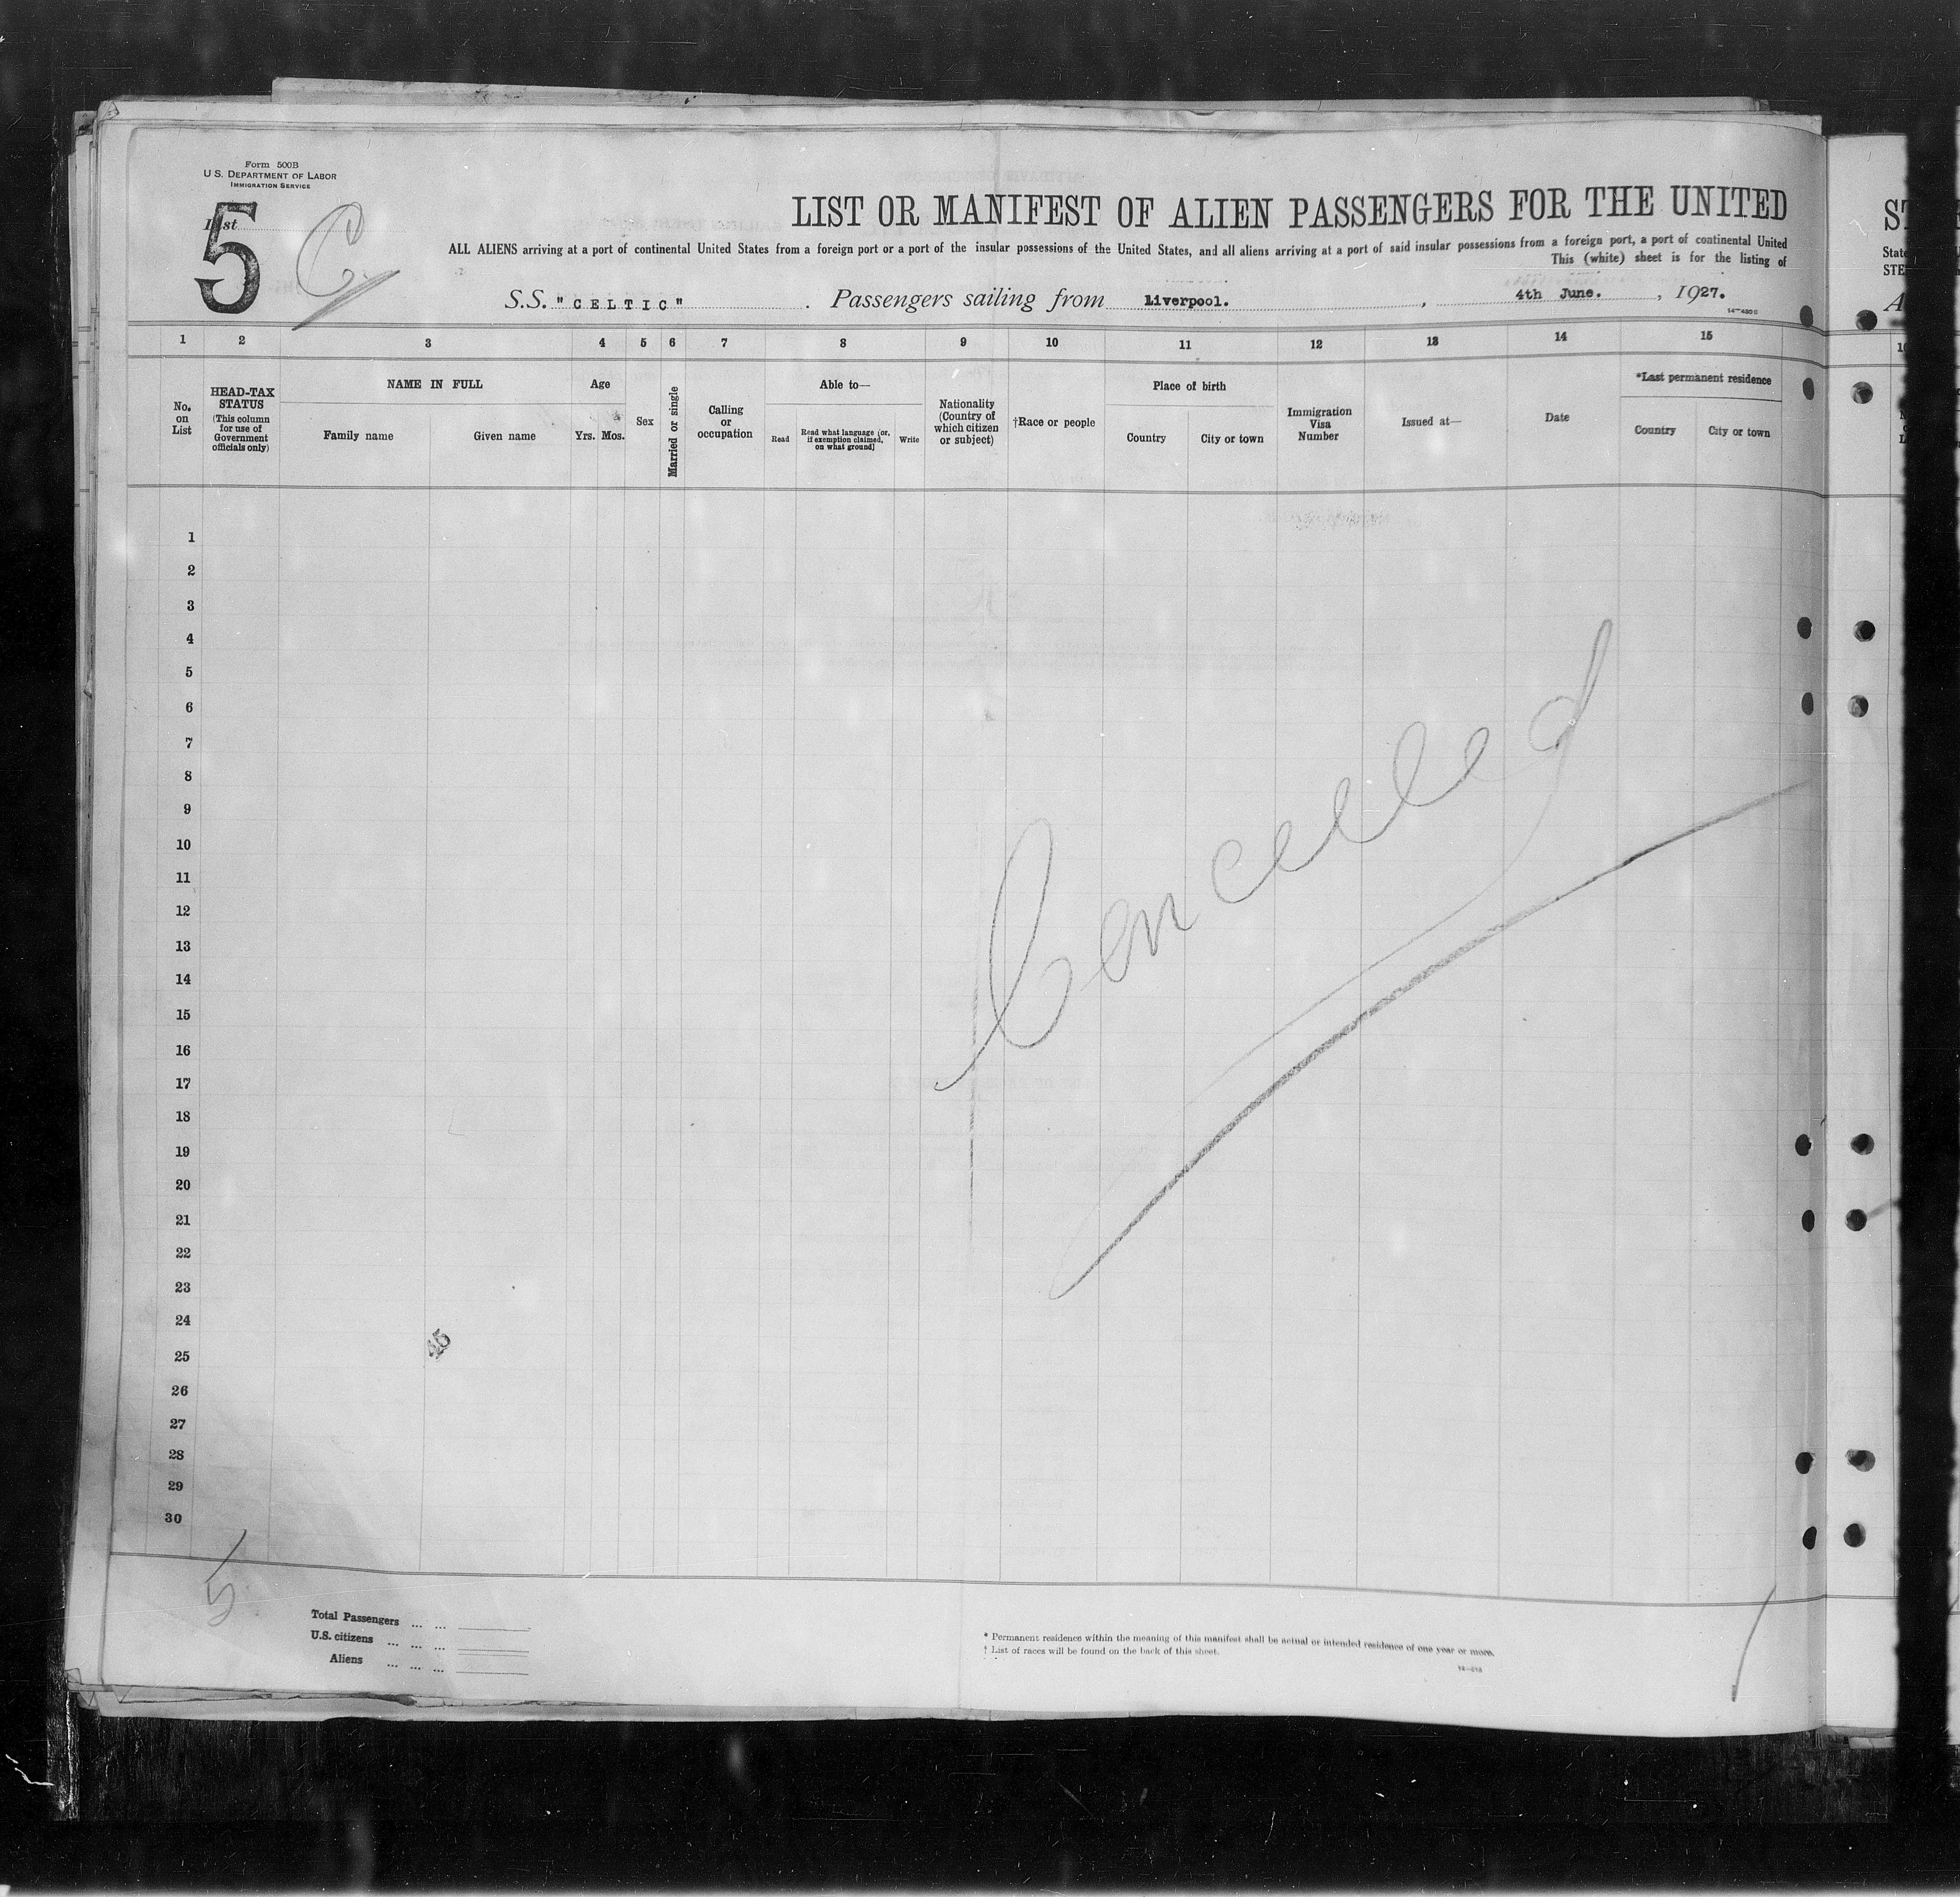 Form 500B
U.S. DEPARTMENT OF LABOR
IMMIGRATION SERVICE
List 5
LIST OR MANIFEST OF ALIEN PASSENGERS FOR THE UNITED
ALL ALIENS arriving at a port of continental United States from a foreign port or a port of the insular possessions of the United States, and all aliens arriving at a port of said insular possessions from a foreign port, a port of continental United
This (white) sheet is for the listing of
S.S. "CELTIC". Passengers sailing from Liverpool., 4th June., 1927.
1 2 3 4 5 6 7 8 9 10 11 12 13 14 15
No. on List
HEAD-TAX STATUS
(This column for use of Government officials only)
NAME IN FULL
Family name
Given name
Age
Yrs. Mos.
Sex
Married or single
Calling or occupation
Able to—
Read
Read what language (or, if exemption claimed, on what ground)
Write
Nationality (Country of which citizen or subject)
†Race or people
Place of birth
Country
City or town
Immigration Visa Number
Issued at—
Date
*Last permanent residence
Country
City or town
1
2
3
4
5
6
7
8
9
10
11
12
13
14
15
16
17
18
19
20
21
22
23
24
25
26
27
28
29
30
Cencelled
5
Total Passengers ... ...
U.S. citizens ... ... ...
Aliens ... ... ...
* Permanent residence within the meaning of this manifest shall be actual or intended residence of one year or more.
† List of races will be found on the back of this sheet.